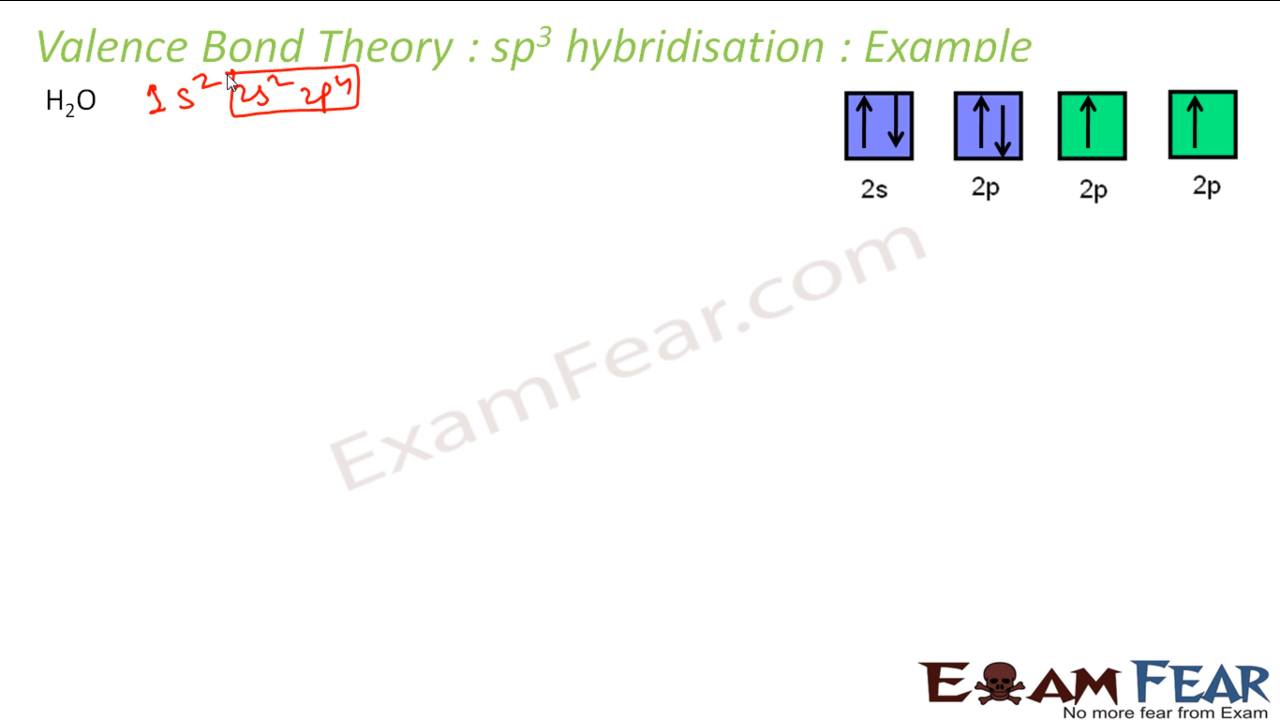 Valence Bond Theory : sp³ hybridisation : Example
H₂O 1s² 2s² 2p⁴
2s 2p 2p 2p
ExamFear.com
EXAM FEAR
No more fear from Exam